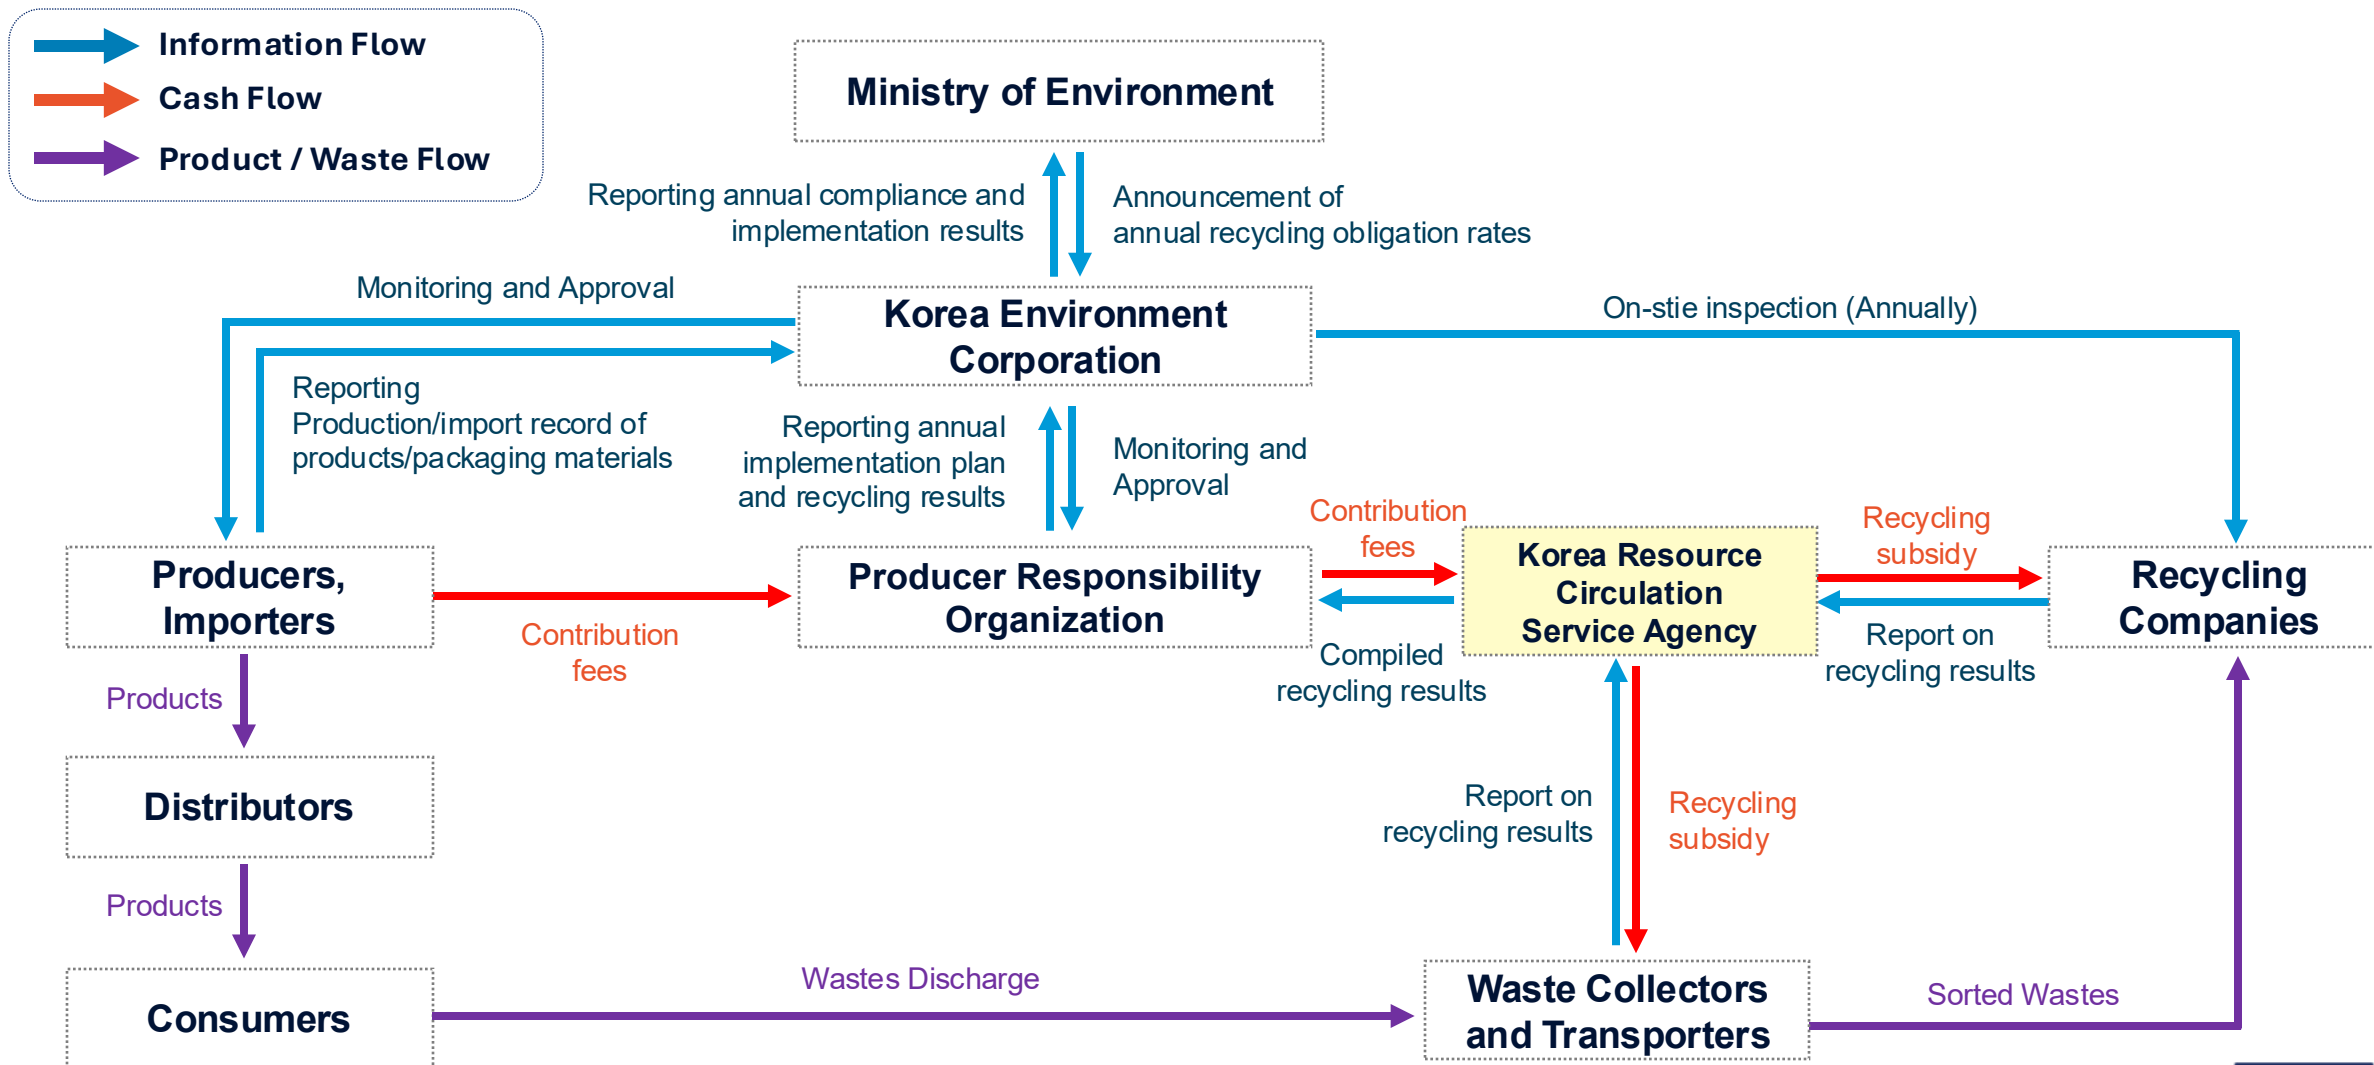 Information Flow
Cash Flow
Product / Waste Flow
Ministry of Environment
Reporting annual compliance and
implementation results
Announcement of
annual recycling obligation rates
Monitoring and Approval
Korea Environment
Corporation
On-stie inspection (Annually)
Reporting
Production/import record of
products/packaging materials
Reporting annual
implementation plan
and recycling results
Monitoring and
Approval
Producers,
Importers
Contribution
fees
Producer Responsibility
Organization
Contribution
fees
Compiled
recycling results
Korea Resource
Circulation
Service Agency
Recycling
subsidy
Report on
recycling results
Recycling
Companies
Products
Distributors
Report on
recycling results
Recycling
subsidy
Products
Consumers
Wastes Discharge
Waste Collectors
and Transporters
Sorted Wastes